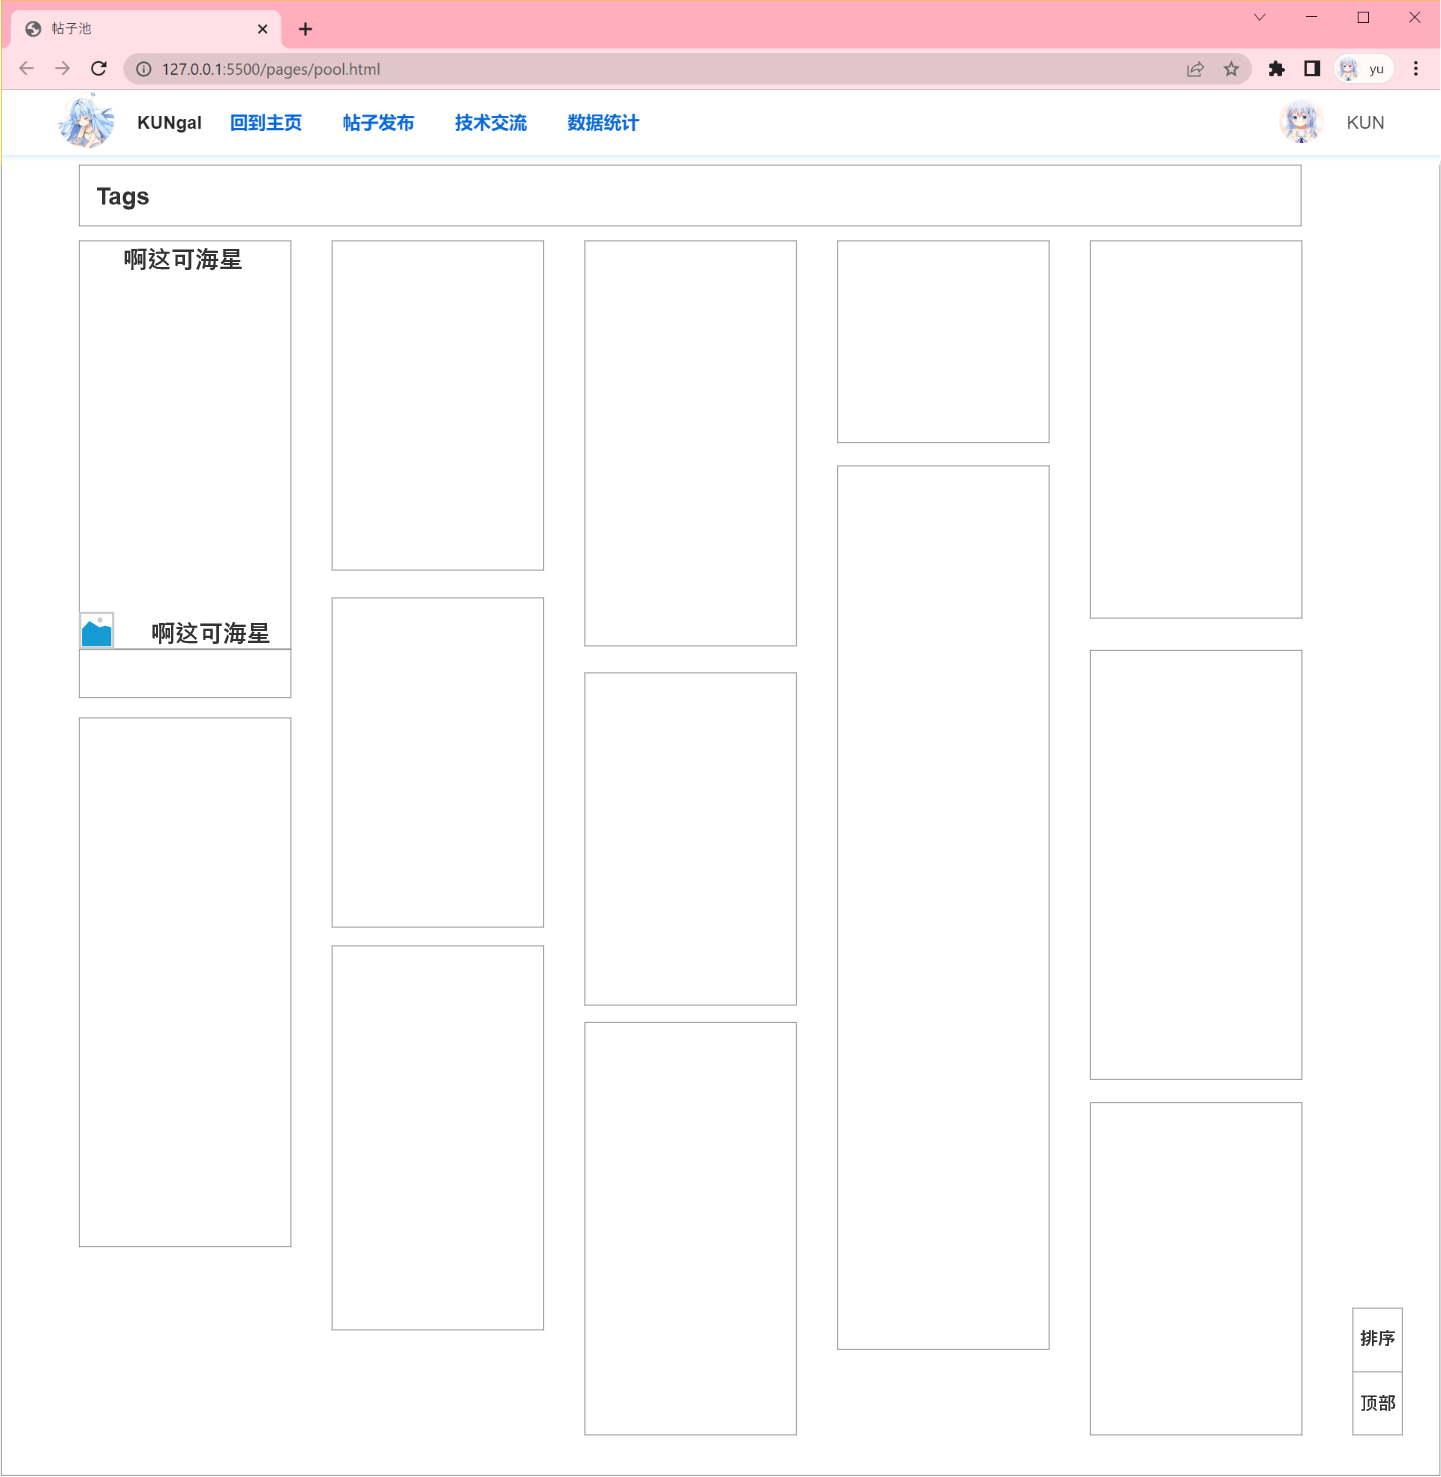 帖子池
127.0.0.1:5500/pages/pool.html
yu
KUNgal 回到主页 帖子发布 技术交流 数据统计 KUN
Tags
啊这可海星
啊这可海星
排序
顶部